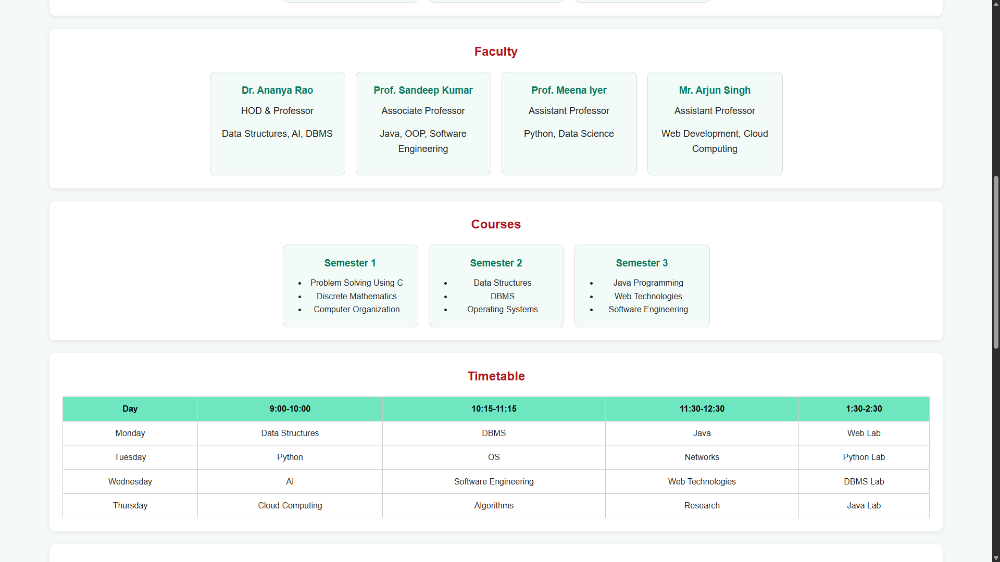 Faculty
Dr. Ananya Rao
HOD & Professor
Data Structures, AI, DBMS
Prof. Sandeep Kumar
Associate Professor
Java, OOP, Software
Engineering
Prof. Meena Iyer
Assistant Professor
Python, Data Science
Mr. Arjun Singh
Assistant Professor
Web Development, Cloud
Computing
Courses
Semester 1
• Problem Solving Using C
• Discrete Mathematics
• Computer Organization
Semester 2
• Data Structures
• DBMS
• Operating Systems
Semester 3
• Java Programming
• Web Technologies
• Software Engineering
Timetable
Day 9:00-10:00 10:15-11:15 11:30-12:30 1:30-2:30
Monday Data Structures DBMS Java Web Lab
Tuesday Python OS Networks Python Lab
Wednesday AI Software Engineering Web Technologies DBMS Lab
Thursday Cloud Computing Algorithms Research Java Lab